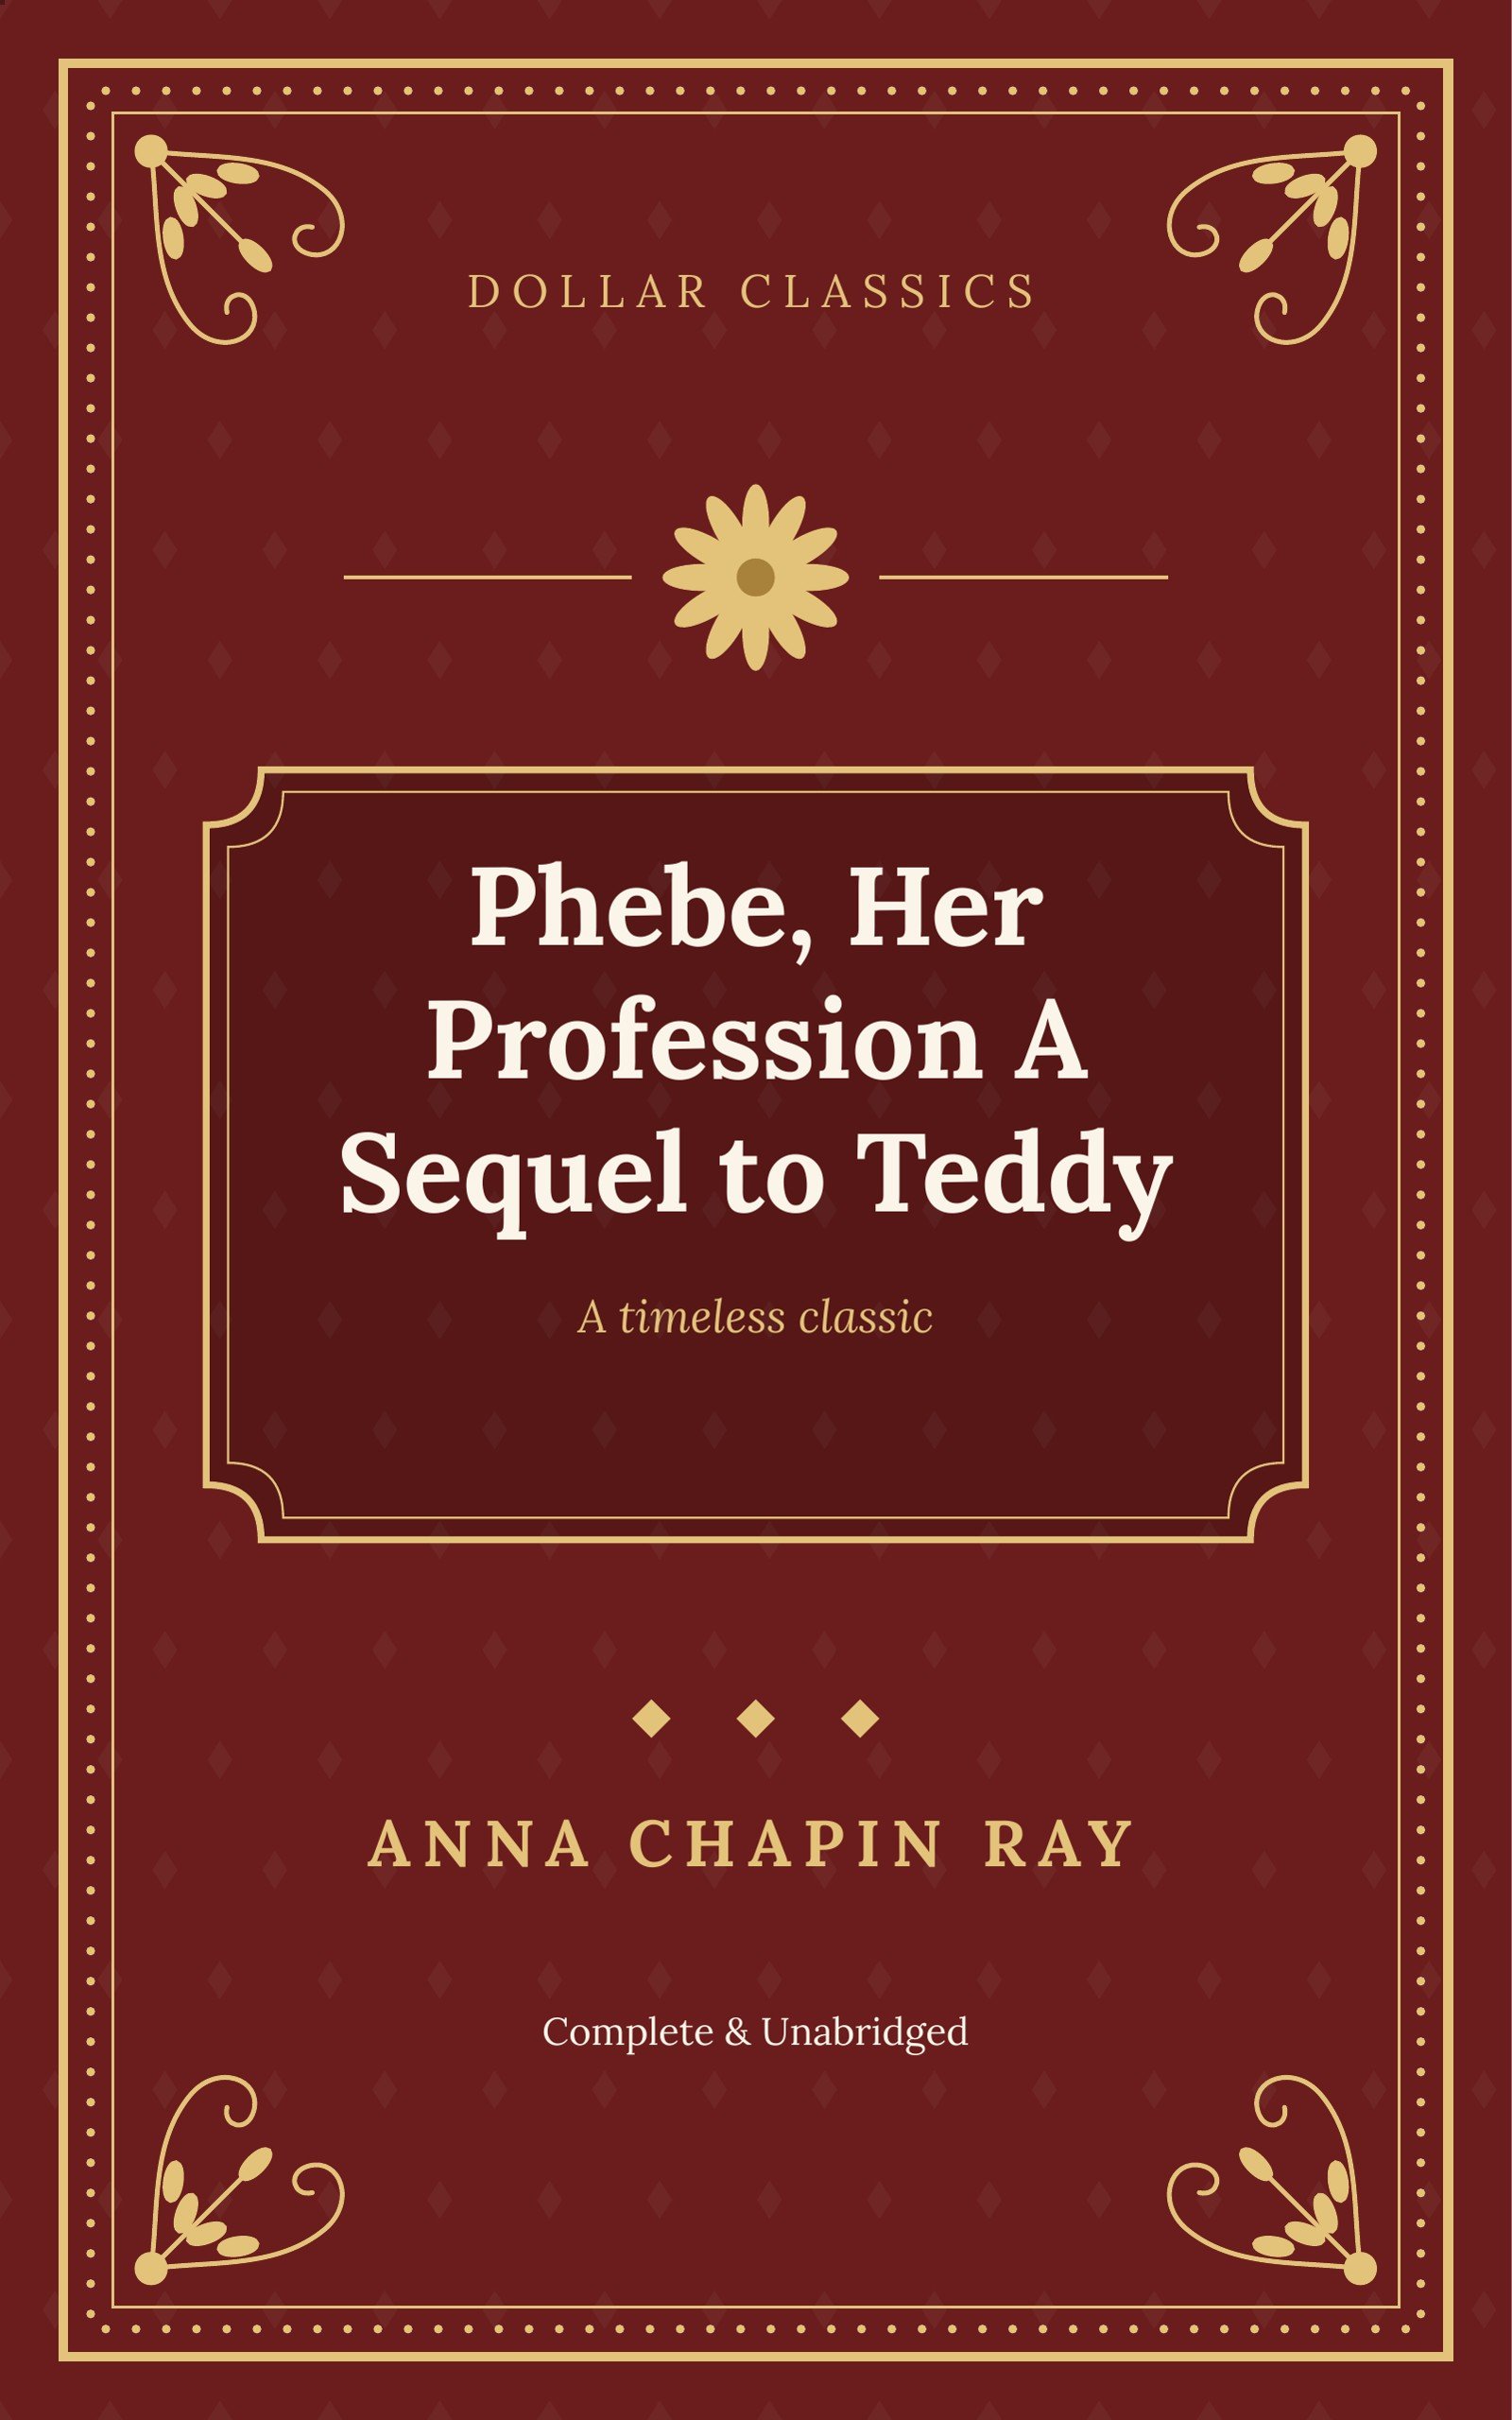 DOLLAR CLASSICS
Phebe, Her
Profession A
Sequel to Teddy
A timeless classic
ANNA CHAPIN RAY
Complete & Unabridged